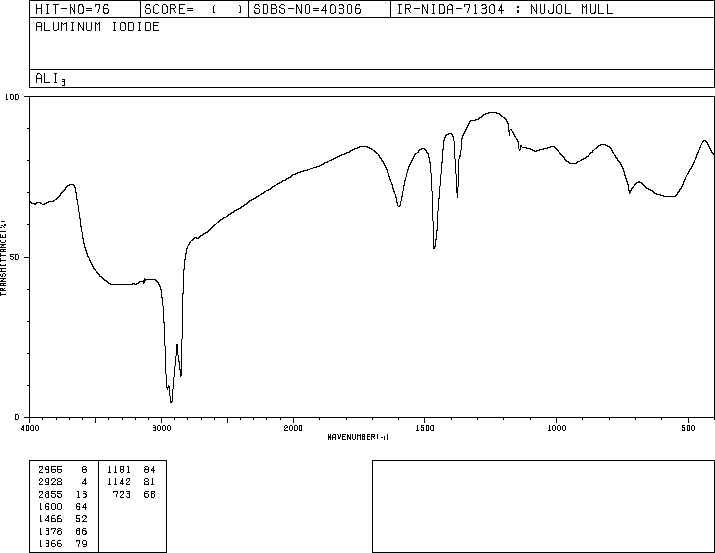 HIT-NO=76 SCORE= ( ) SDBS-NO=40306 IR-NIDA-71304 : NUJOL MULL
ALUMINUM IODIDE
ALI3
100
50
0
TRANSMITTANCE(%)
4000 3000 2000 1500 1000 500
WAVENUMBER(-1)
2966 8 1181 84
2928 4 1142 81
2855 13 723 68
1600 64
1466 52
1378 66
1366 79